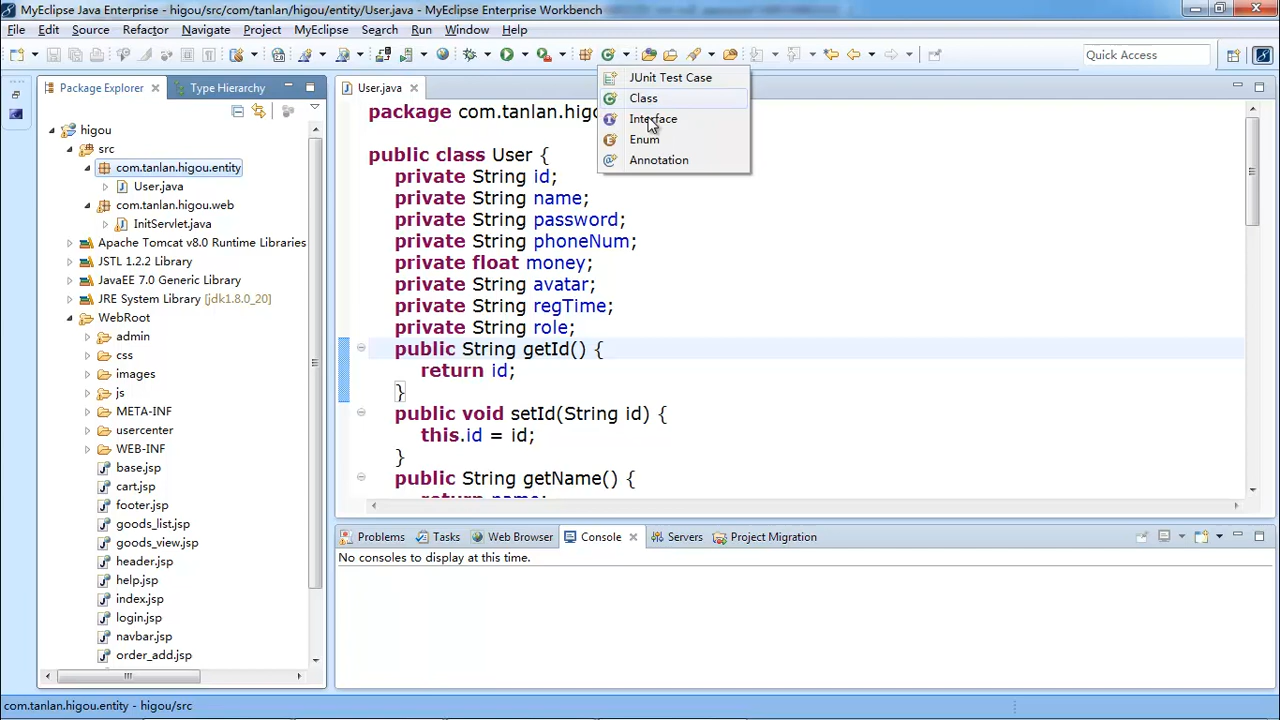 MyEclipse Java Enterprise - higou/src/com/tanlan/higou/entity/User.java - MyEclipse Enterprise Workbench
File Edit Source Refactor Navigate Project MyEclipse Search Run Window Help
Quick Access
Package Explorer
Type Hierarchy
higou
src
com.tanlan.higou.entity
User.java
com.tanlan.higou.web
InitServlet.java
Apache Tomcat v8.0 Runtime Libraries
JSTL 1.2.2 Library
JavaEE 7.0 Generic Library
JRE System Library [jdk1.8.0_20]
WebRoot
admin
css
images
js
META-INF
usercenter
WEB-INF
base.jsp
cart.jsp
footer.jsp
goods_list.jsp
goods_view.jsp
header.jsp
help.jsp
index.jsp
login.jsp
navbar.jsp
order_add.jsp
User.java
JUnit Test Case
Class
Interface
Enum
Annotation
package com.tanlan.higo
public class User {
private String id;
private String name;
private String password;
private String phoneNum;
private float money;
private String avatar;
private String regTime;
private String role;
public String getId() {
return id;
}
public void setId(String id) {
this.id = id;
}
public String getName() {
return name;
Problems Tasks Web Browser Console Servers Project Migration
No consoles to display at this time.
com.tanlan.higou.entity - higou/src